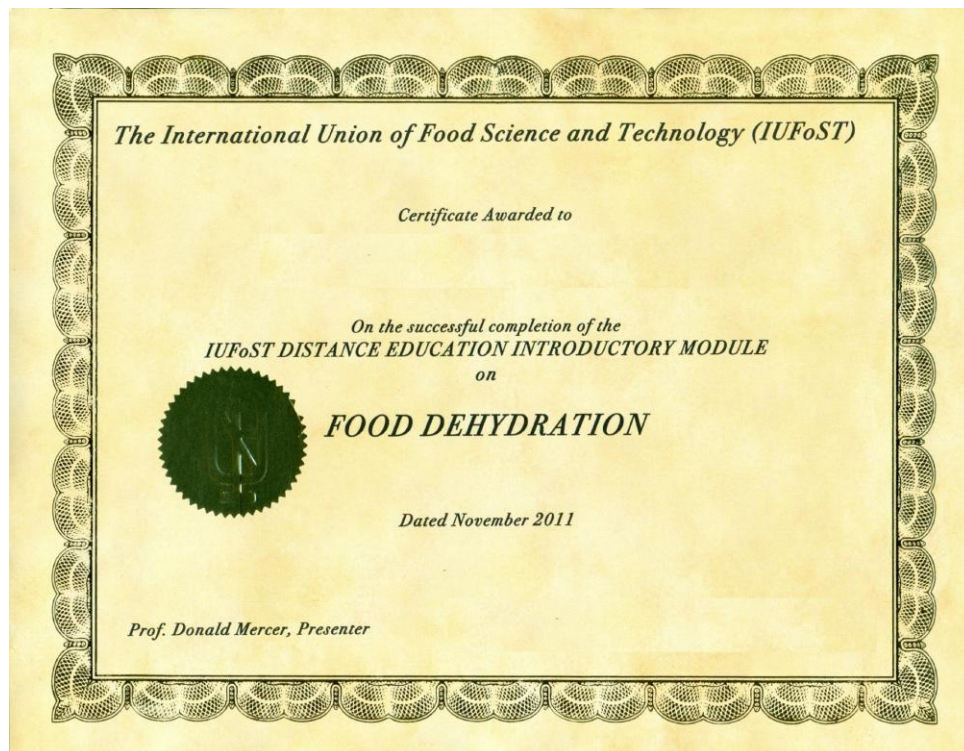 The International Union of Food Science and Technology (IUFoST)
Certificate Awarded to
On the successful completion of the
IUFoST DISTANCE EDUCATION INTRODUCTORY MODULE
on
FOOD DEHYDRATION
Dated November 2011
Prof. Donald Mercer, Presenter